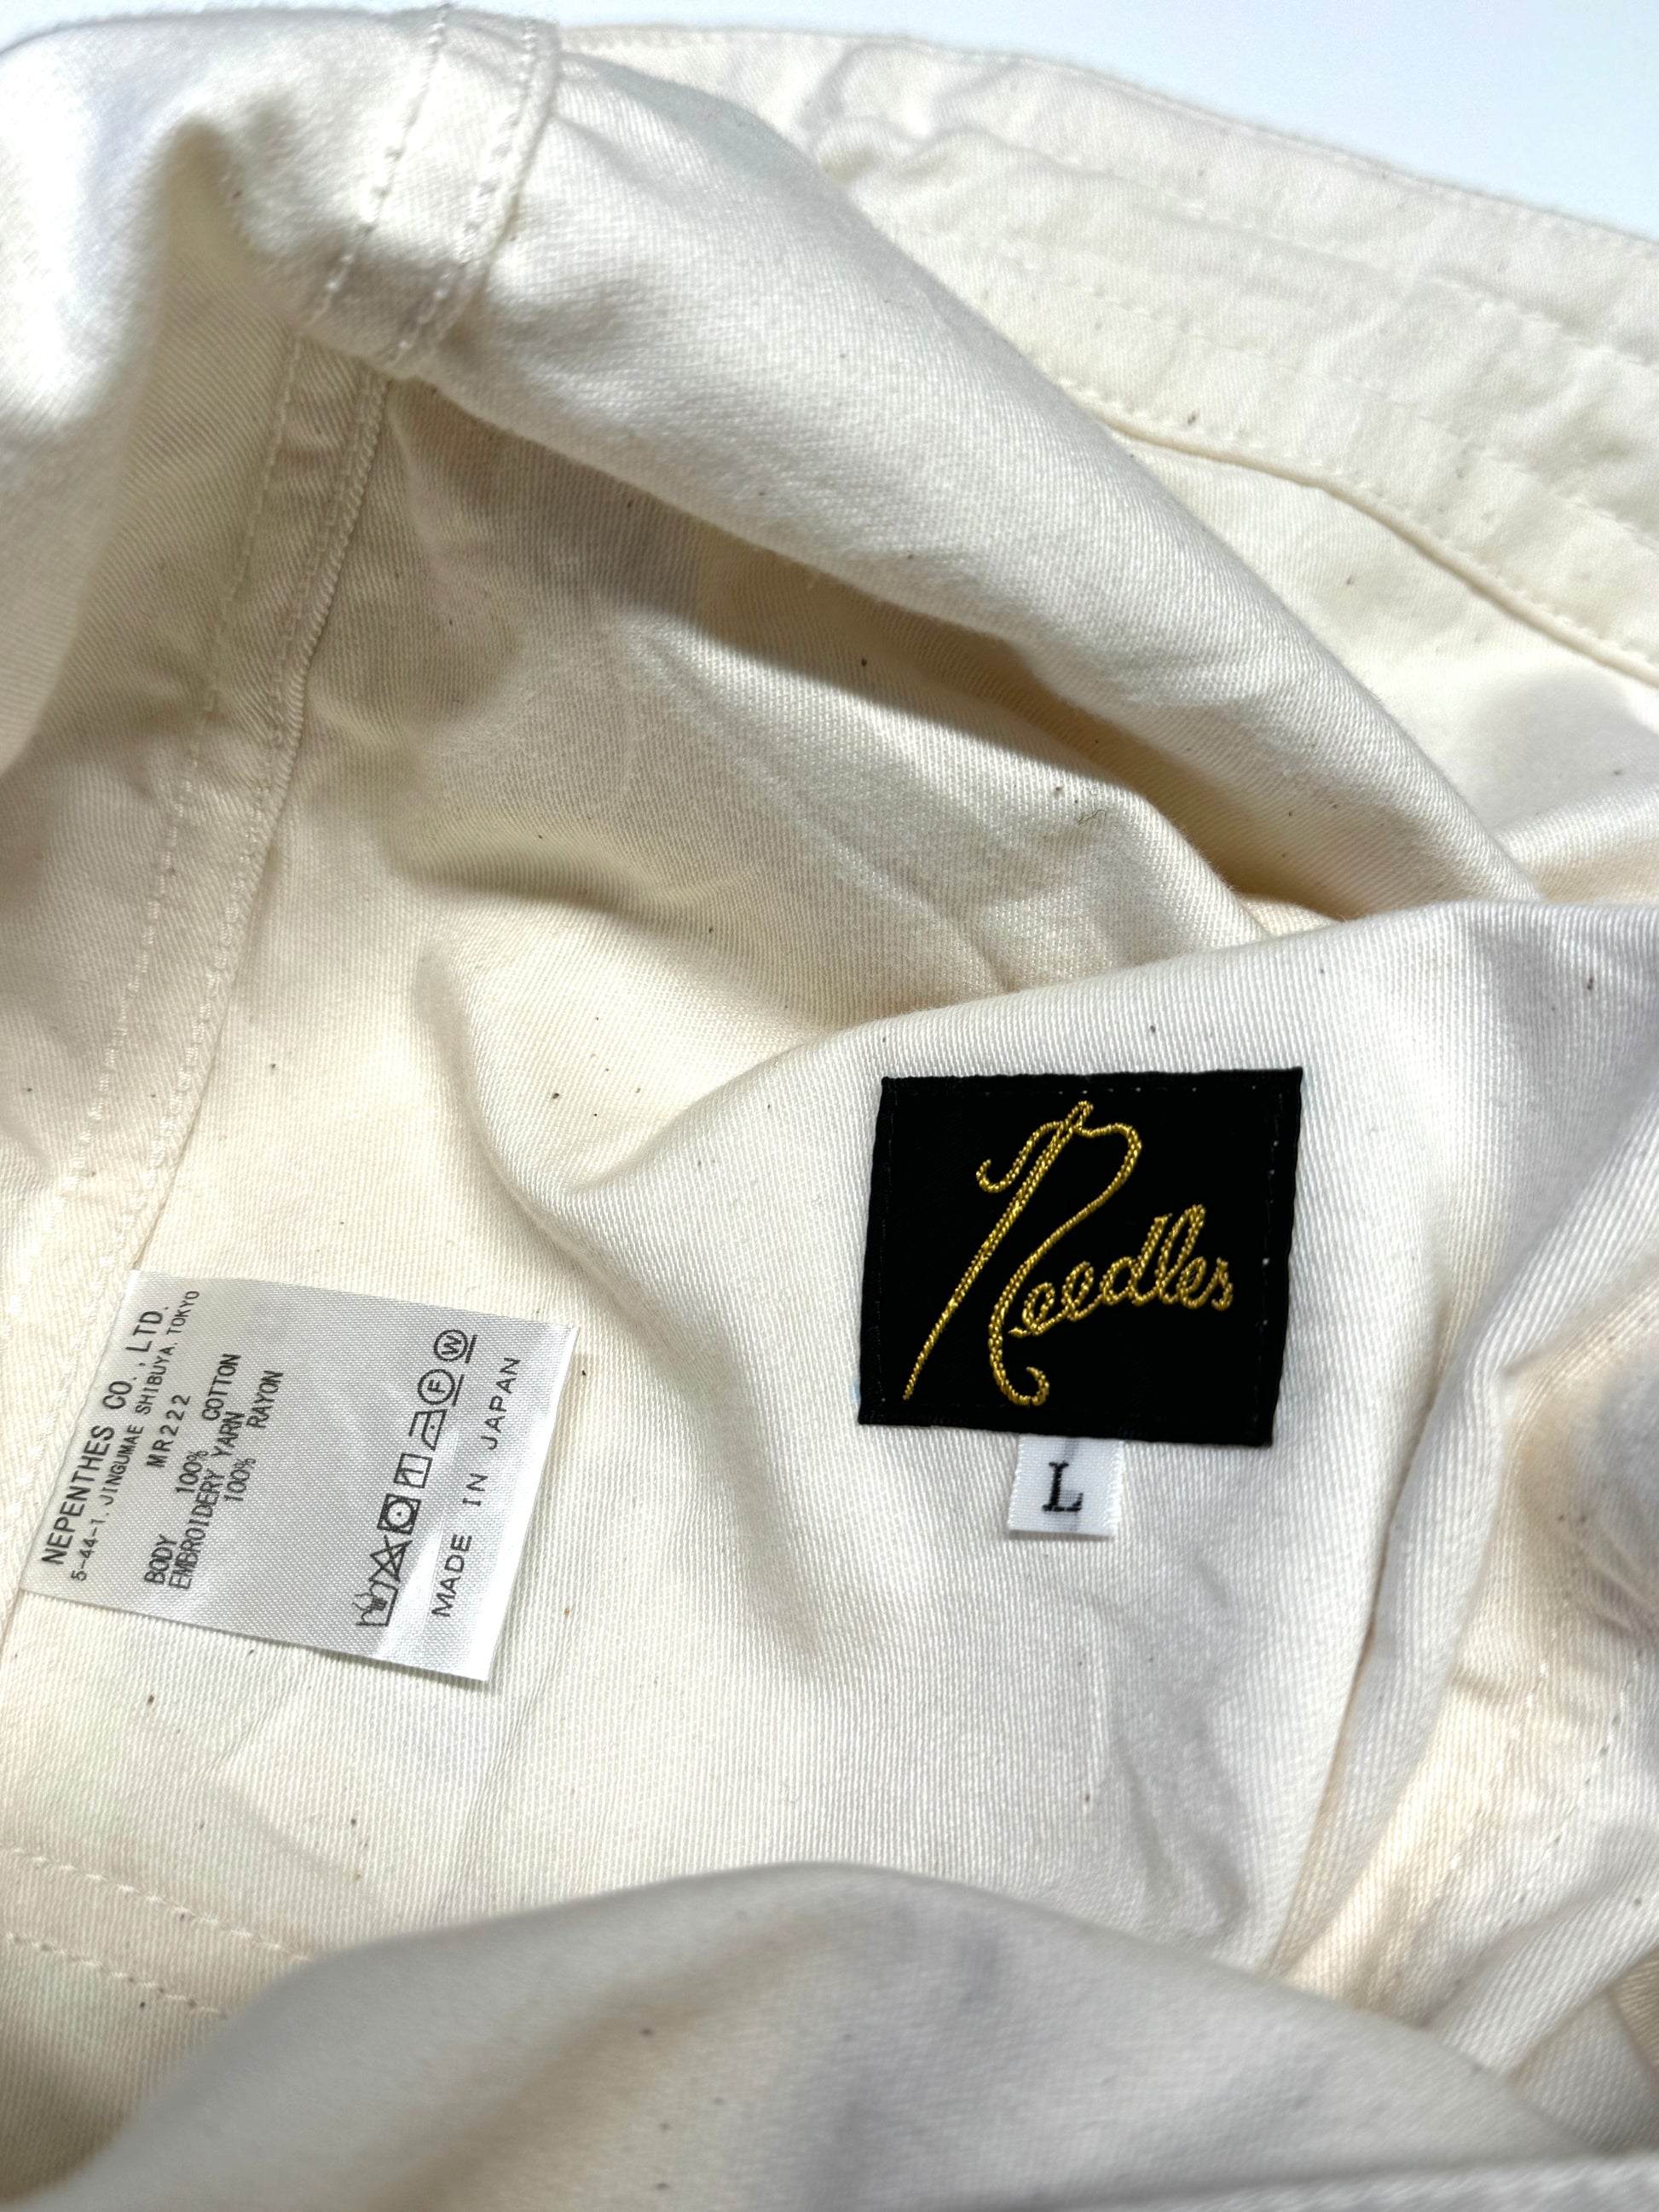 NEPENTHES CO., LTD.
5-44-1, JINGUMAE SHIBUYA, TOKYO
MR222
BODY 100% COTTON
EMBROIDERY YARN
100% RAYON
F W
MADE IN JAPAN
Needles
L